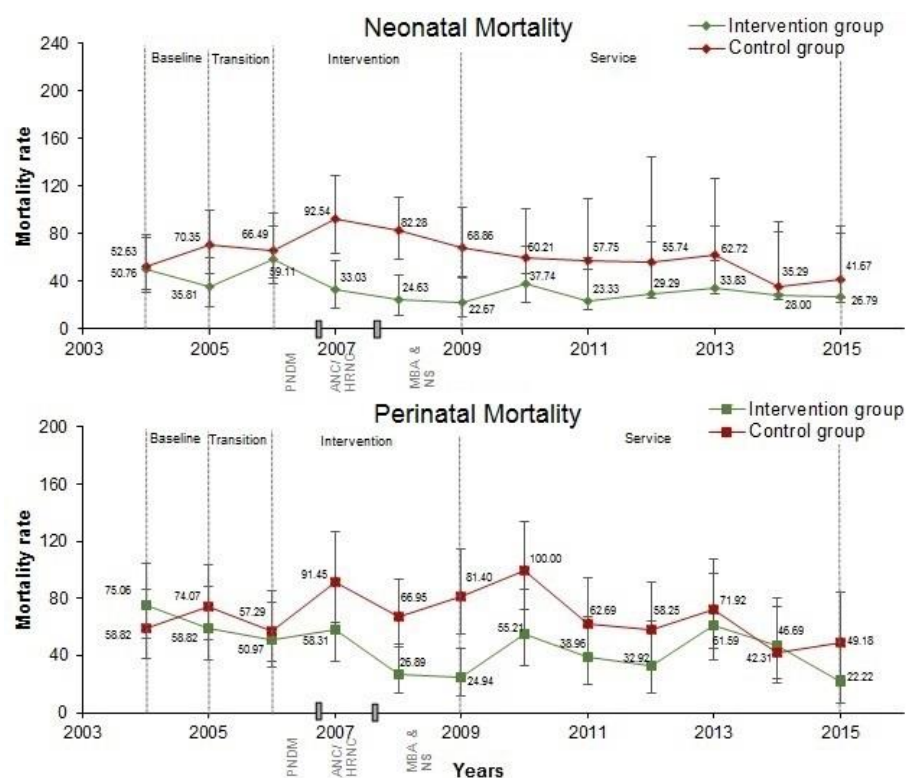 Neonatal Mortality
Intervention group
Control group
Mortality rate
240
200
160
120
80
40
0
Baseline
Transition
Intervention
Service
52.63
50.76
70.35
35.81
66.49
59.11
92.54
33.03
82.28
24.63
68.86
22.67
60.21
37.74
57.75
23.33
55.74
29.29
62.72
33.83
35.29
28.00
41.67
26.79
2003
2005
2007
2009
2011
2013
2015
PNDM
ANC/
HRNC
MBA &
NS
Perinatal Mortality
Intervention group
Control group
Mortality rate
200
160
120
80
40
0
Baseline
Transition
Intervention
Service
75.06
58.82
74.07
58.82
57.29
50.97
91.45
58.31
66.95
26.89
81.40
24.94
100.00
55.21
62.69
38.96
58.25
32.92
71.92
61.59
46.69
42.31
49.18
22.22
2003
2005
2007
2009
2011
2013
2015
PNDM
ANC/
HRNC
MBA &
NS
Years